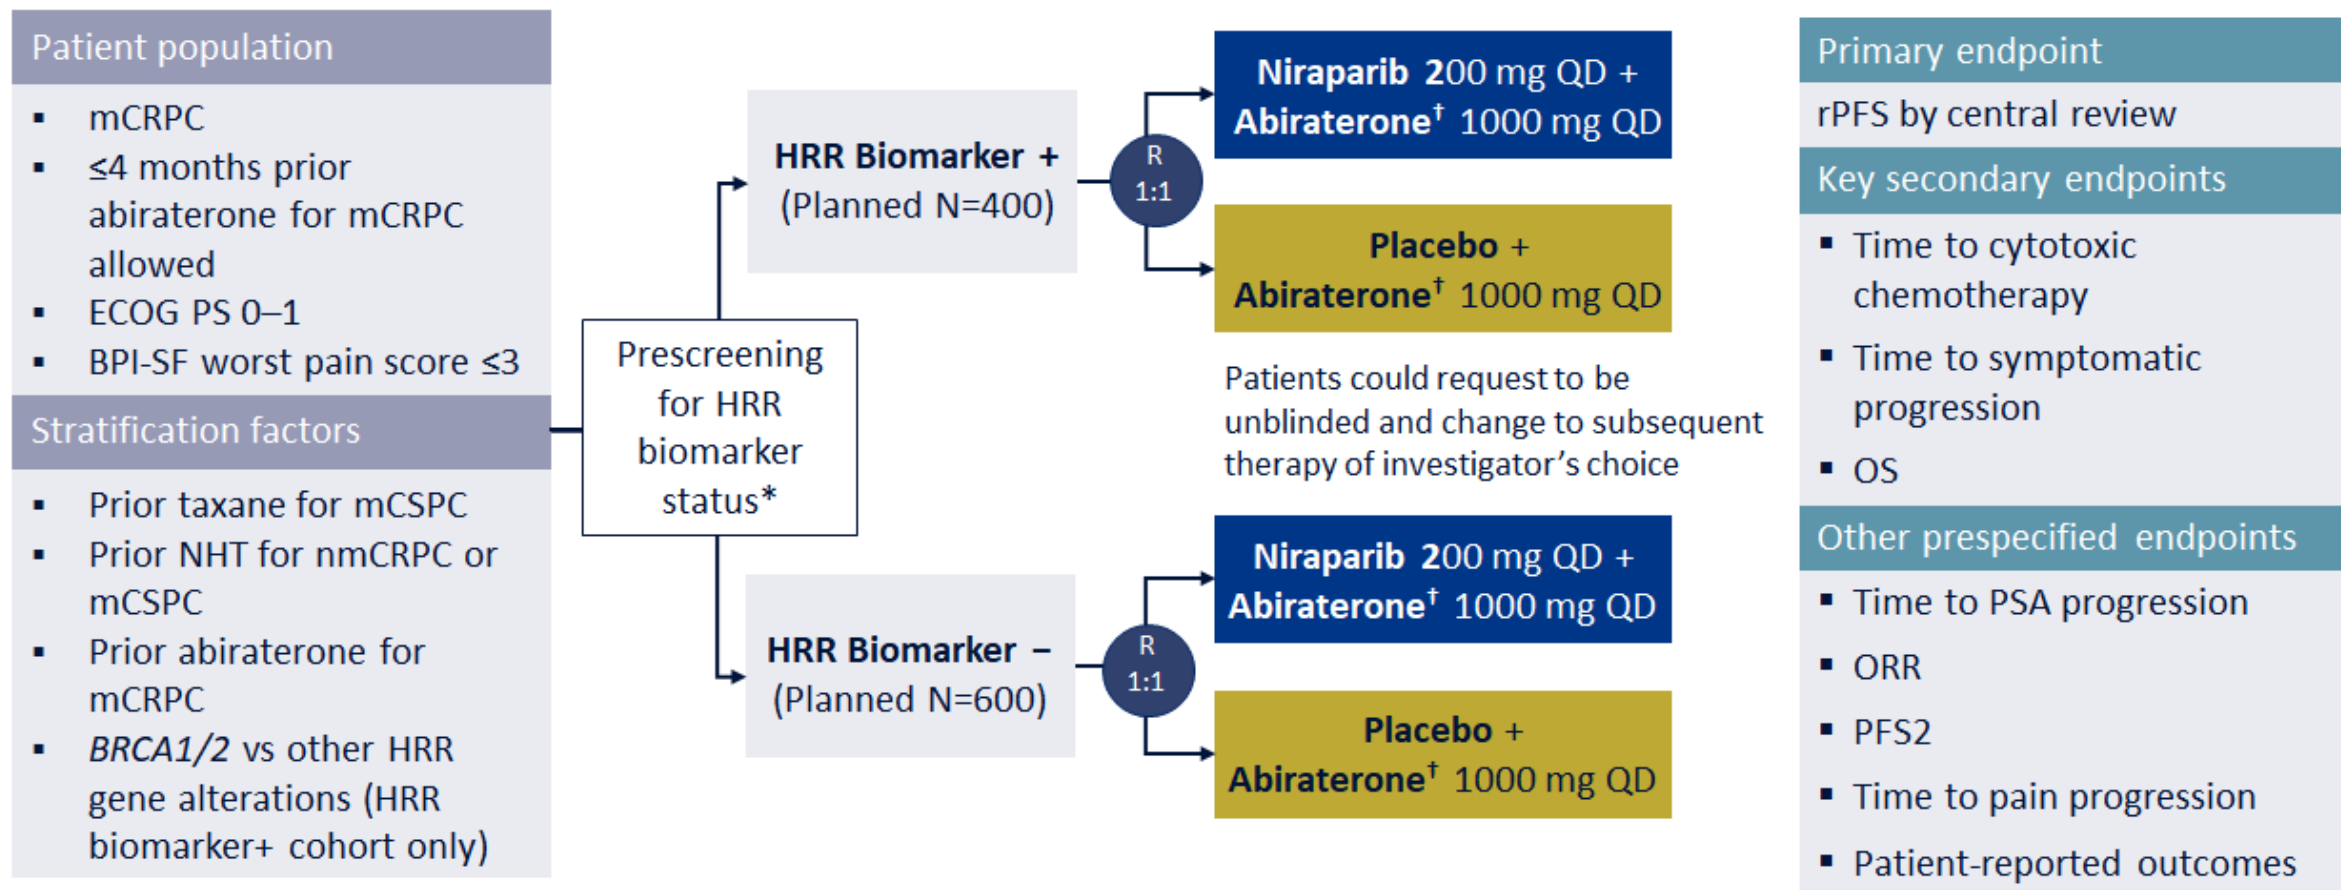 Patient population
▪ mCRPC
▪ ≤4 months prior
abiraterone for mCRPC
allowed
▪ ECOG PS 0–1
▪ BPI-SF worst pain score ≤3
Stratification factors
▪ Prior taxane for mCSPC
▪ Prior NHT for nmCRPC or
mCSPC
▪ Prior abiraterone for
mCRPC
▪ BRCA1/2 vs other HRR
gene alterations (HRR
biomarker+ cohort only)
Prescreening
for HRR
biomarker
status*
HRR Biomarker +
(Planned N=400)
R
1:1
Niraparib 200 mg QD +
Abiraterone† 1000 mg QD
Placebo +
Abiraterone† 1000 mg QD
Patients could request to be
unblinded and change to subsequent
therapy of investigator's choice
HRR Biomarker –
(Planned N=600)
R
1:1
Niraparib 200 mg QD +
Abiraterone† 1000 mg QD
Placebo +
Abiraterone† 1000 mg QD
Primary endpoint
rPFS by central review
Key secondary endpoints
▪ Time to cytotoxic
chemotherapy
▪ Time to symptomatic
progression
▪ OS
Other prespecified endpoints
▪ Time to PSA progression
▪ ORR
▪ PFS2
▪ Time to pain progression
▪ Patient-reported outcomes